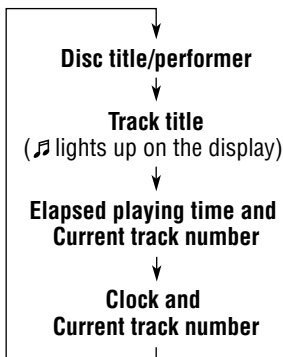 Disc title/performer
Track title
(♫ lights up on the display)
Elapsed playing time and
Current track number
Clock and
Current track number